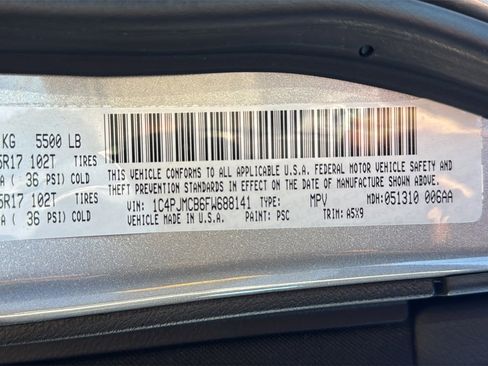 KG 5500 LB
5R17 102T TIRES
A ( 36 PSI) COLD
5R17 102T TIRES
A ( 36 PSI) COLD
THIS VEHICLE CONFORMS TO ALL APPLICABLE U.S.A. FEDERAL MOTOR VEHICLE SAFETY AND
THEFT PREVENTION STANDARDS IN EFFECT ON THE DATE OF MANUFACTURE SHOWN ABOVE.
VIN: 1C4PJMCB6FW688141 TYPE: MPV MDH:051310 006AA
VEHICLE MADE IN U.S.A. PAINT: PSC TRIM: A5X9